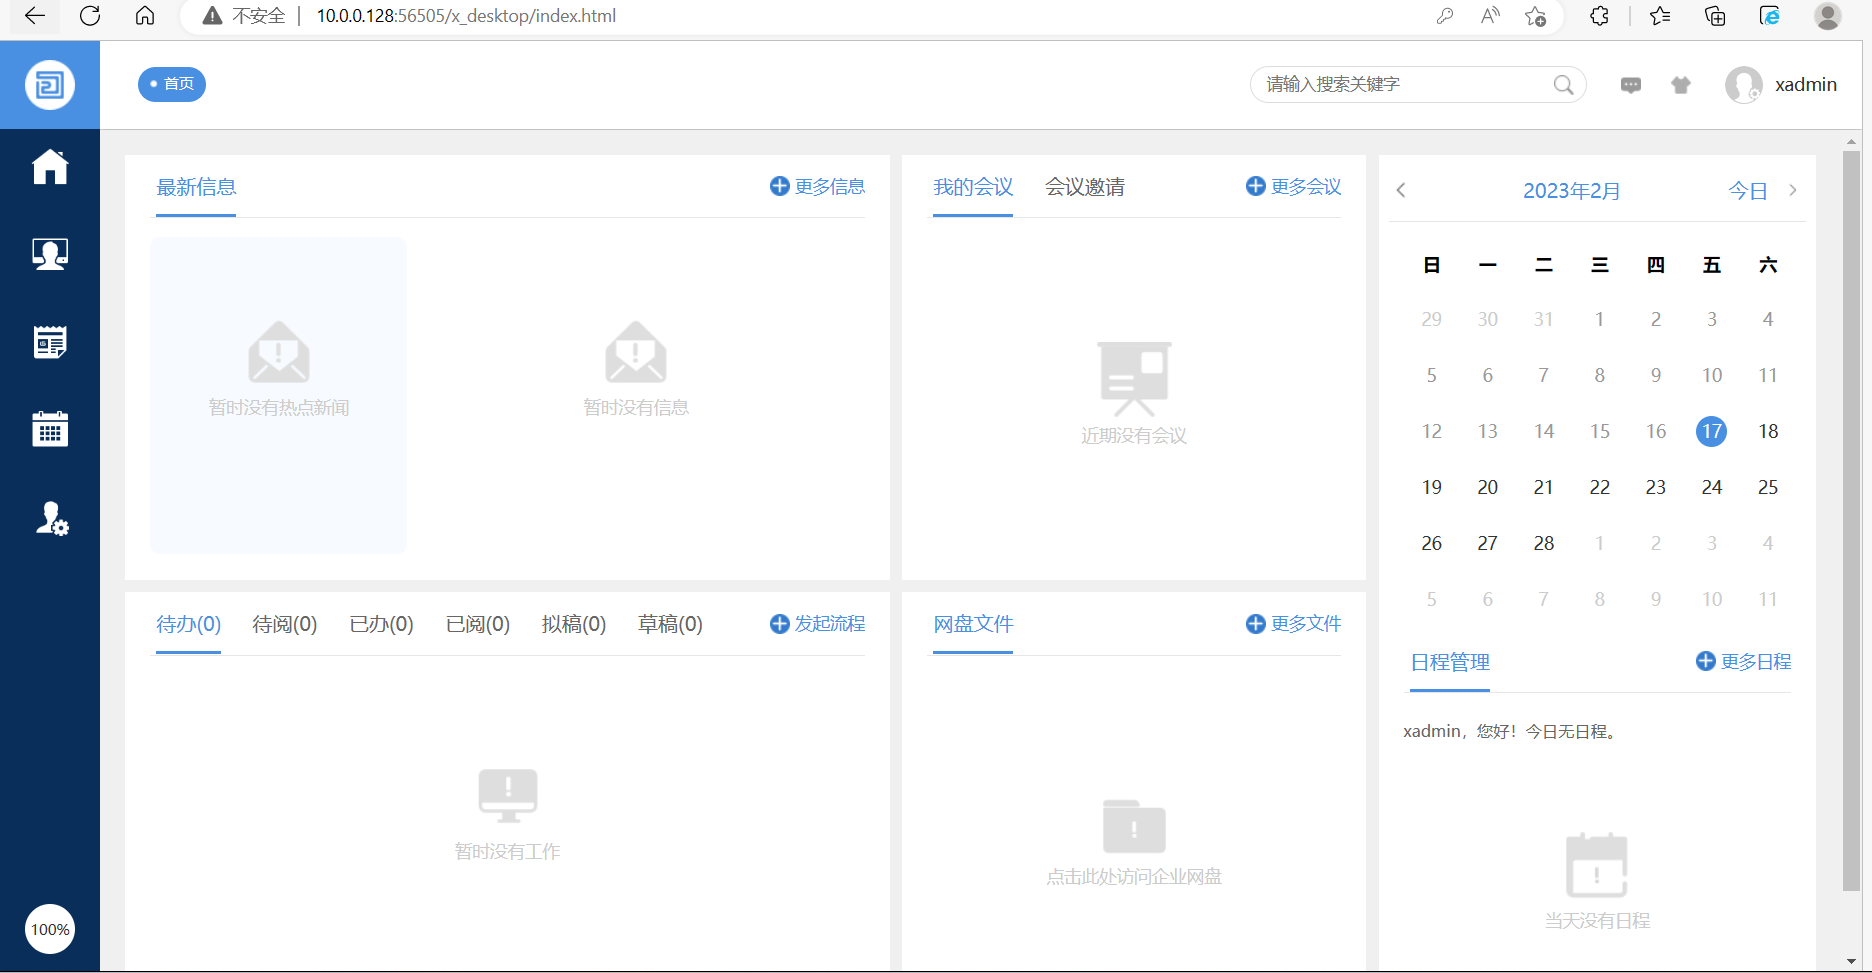 不安全 | 10.0.0.128:56505/x_desktop/index.html
首页
请输入搜索关键字
xadmin
最新信息
更多信息
暂时没有热点新闻
暂时没有信息
我的会议 会议邀请
更多会议
近期没有会议
2023年2月 今日
日 一 二 三 四 五 六
29 30 31 1 2 3 4
5 6 7 8 9 10 11
12 13 14 15 16 17 18
19 20 21 22 23 24 25
26 27 28 1 2 3 4
5 6 7 8 9 10 11
待办(0) 待阅(0) 已办(0) 已阅(0) 拟稿(0) 草稿(0)
发起流程
暂时没有工作
网盘文件
更多文件
点击此处访问企业网盘
日程管理
更多日程
xadmin，您好！今日无日程。
当天没有日程
100%